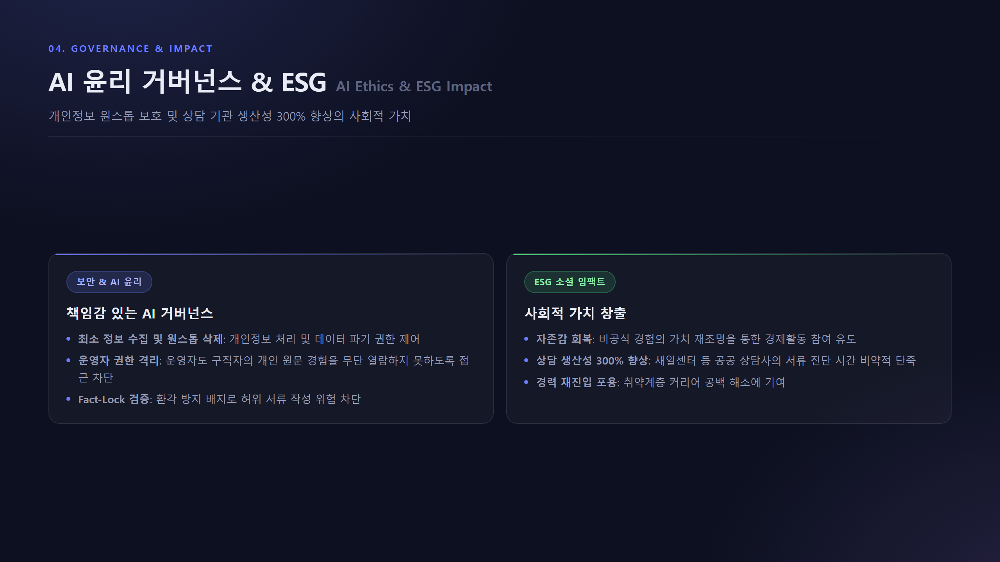 04. GOVERNANCE & IMPACT
AI 윤리 거버넌스 & ESG AI Ethics & ESG Impact
개인정보 원스톱 보호 및 상담 기관 생산성 300% 향상의 사회적 가치
보안 & AI 윤리
책임감 있는 AI 거버넌스
최소 정보 수집 및 원스톱 삭제: 개인정보 처리 및 데이터 파기 권한 제어
운영자 권한 격리: 운영자도 구직자의 개인 원문 경험을 무단 열람하지 못하도록 접
근 차단
Fact-Lock 검증: 환각 방지 배지로 허위 서류 작성 위험 차단
ESG 소셜 임팩트
사회적 가치 창출
자존감 회복: 비공식 경험의 가치 재조명을 통한 경제활동 참여 유도
상담 생산성 300% 향상: 새일센터 등 공공 상담사의 서류 진단 시간 비약적 단축
경력 재진입 포용: 취약계층 커리어 공백 해소에 기여